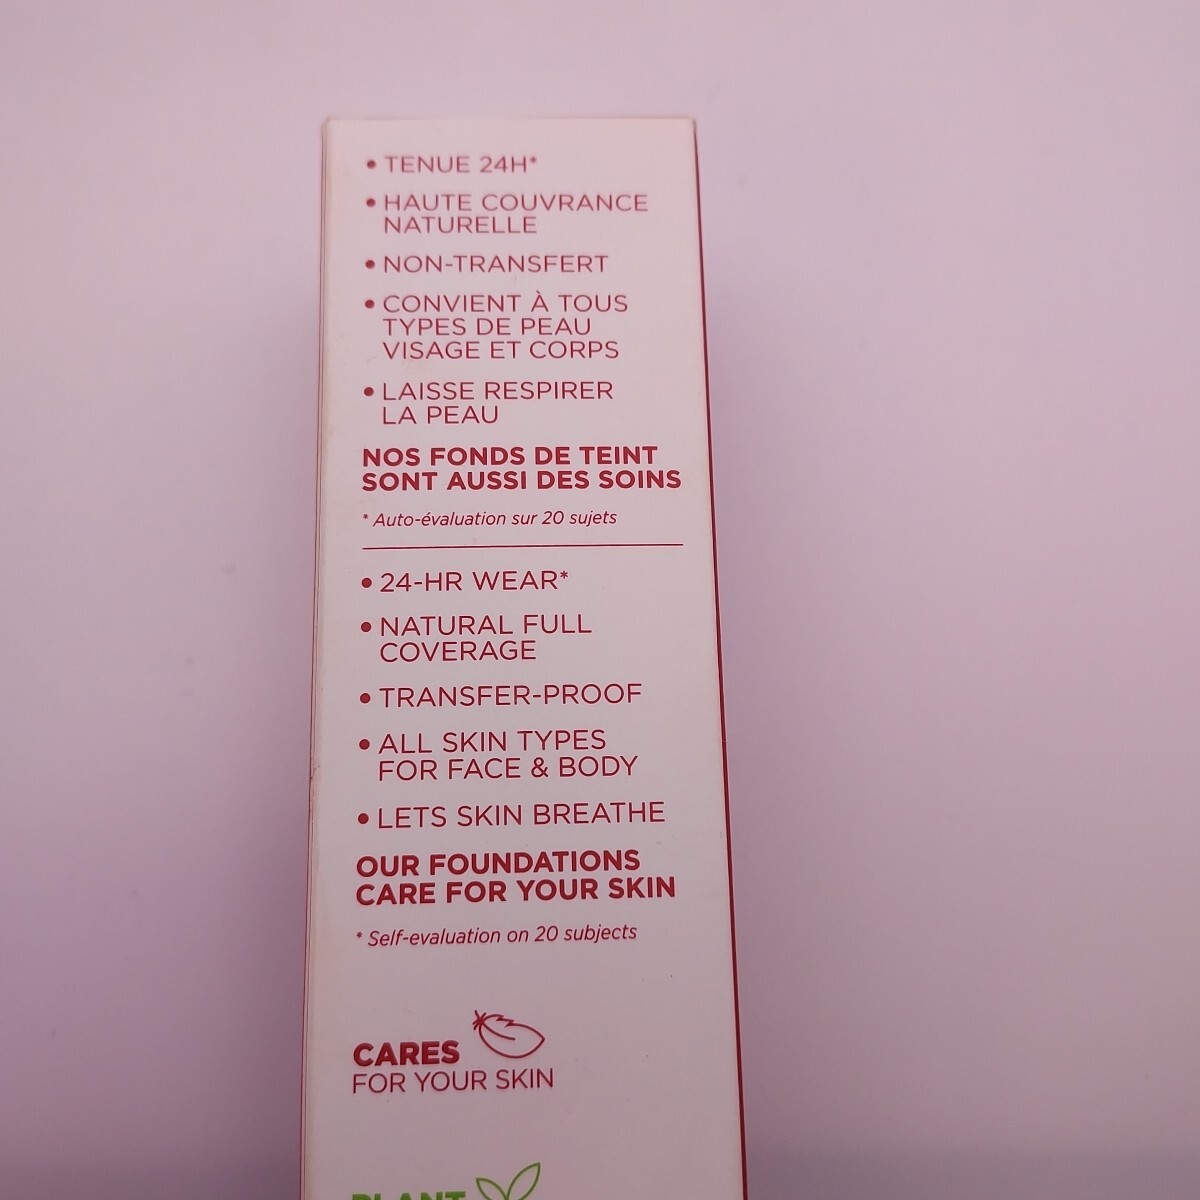 • TENUE 24H*
• HAUTE COUVRANCE
NATURELLE
• NON-TRANSFERT
• CONVIENT À TOUS
TYPES DE PEAU
VISAGE ET CORPS
• LAISSE RESPIRER
LA PEAU
NOS FONDS DE TEINT
SONT AUSSI DES SOINS
* Auto-évaluation sur 20 sujets
• 24-HR WEAR*
• NATURAL FULL
COVERAGE
• TRANSFER-PROOF
• ALL SKIN TYPES
FOR FACE & BODY
• LETS SKIN BREATHE
OUR FOUNDATIONS
CARE FOR YOUR SKIN
* Self-evaluation on 20 subjects
CARES
FOR YOUR SKIN
PLANT